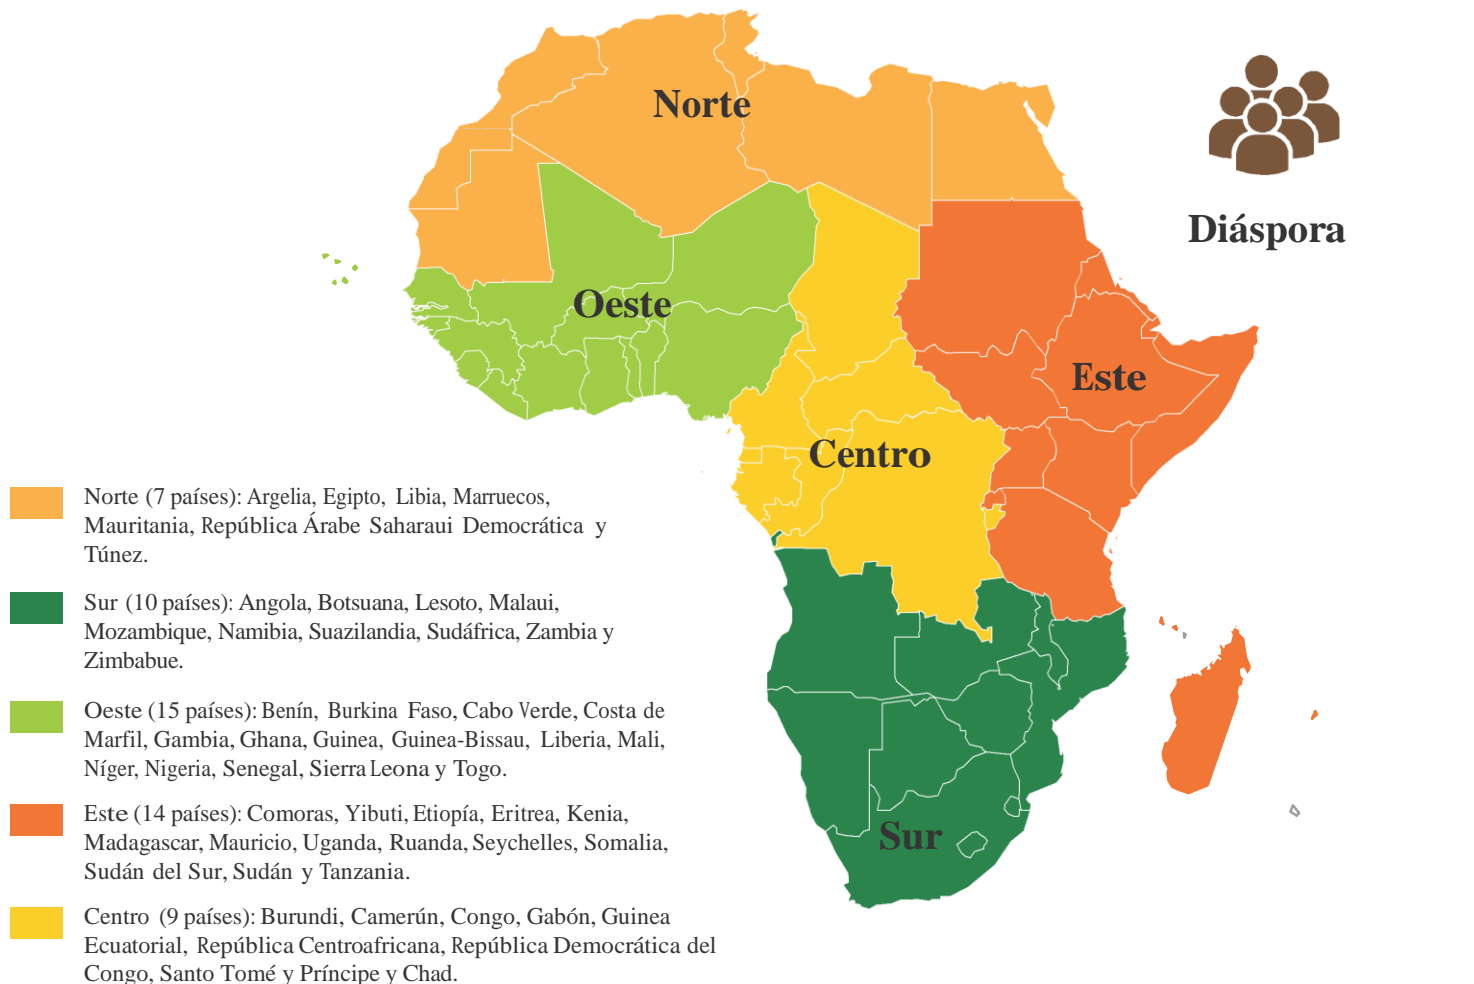 Norte
Diáspora
Oeste
Este
Centro
Sur
Norte (7 países): Argelia, Egipto, Libia, Marruecos,
Mauritania, República Árabe Saharaui Democrática y
Túnez.
Sur (10 países): Angola, Botsuana, Lesoto, Malaui,
Mozambique, Namibia, Suazilandia, Sudáfrica, Zambia y
Zimbabue.
Oeste (15 países): Benín, Burkina Faso, Cabo Verde, Costa de
Marfil, Gambia, Ghana, Guinea, Guinea-Bissau, Liberia, Mali,
Níger, Nigeria, Senegal, Sierra Leona y Togo.
Este (14 países): Comoras, Yibuti, Etiopía, Eritrea, Kenia,
Madagascar, Mauricio, Uganda, Ruanda, Seychelles, Somalia,
Sudán del Sur, Sudán y Tanzania.
Centro (9 países): Burundi, Camerún, Congo, Gabón, Guinea
Ecuatorial, República Centroafricana, República Democrática del
Congo, Santo Tomé y Príncipe y Chad.